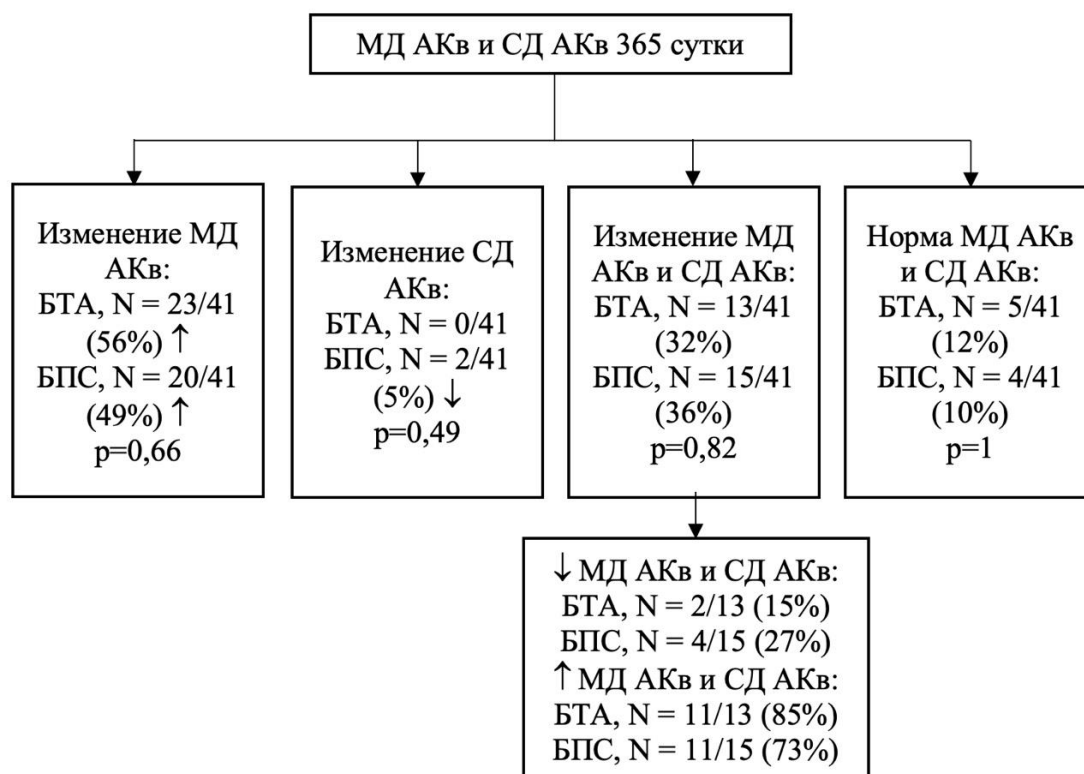 МД АКв и СД АКв 365 сутки
Изменение МД
АКв:
БТА, N = 23/41
(56%) ↑
БПС, N = 20/41
(49%) ↑
p=0,66
Изменение СД
АКв:
БТА, N = 0/41
БПС, N = 2/41
(5%) ↓
p=0,49
Изменение МД
АКв и СД АКв:
БТА, N = 13/41
(32%)
БПС, N = 15/41
(36%)
p=0,82
Норма МД АКв
и СД АКв:
БТА, N = 5/41
(12%)
БПС, N = 4/41
(10%)
p=1
↓ МД АКв и СД АКв:
БТА, N = 2/13 (15%)
БПС, N = 4/15 (27%)
↑ МД АКв и СД АКв:
БТА, N = 11/13 (85%)
БПС, N = 11/15 (73%)